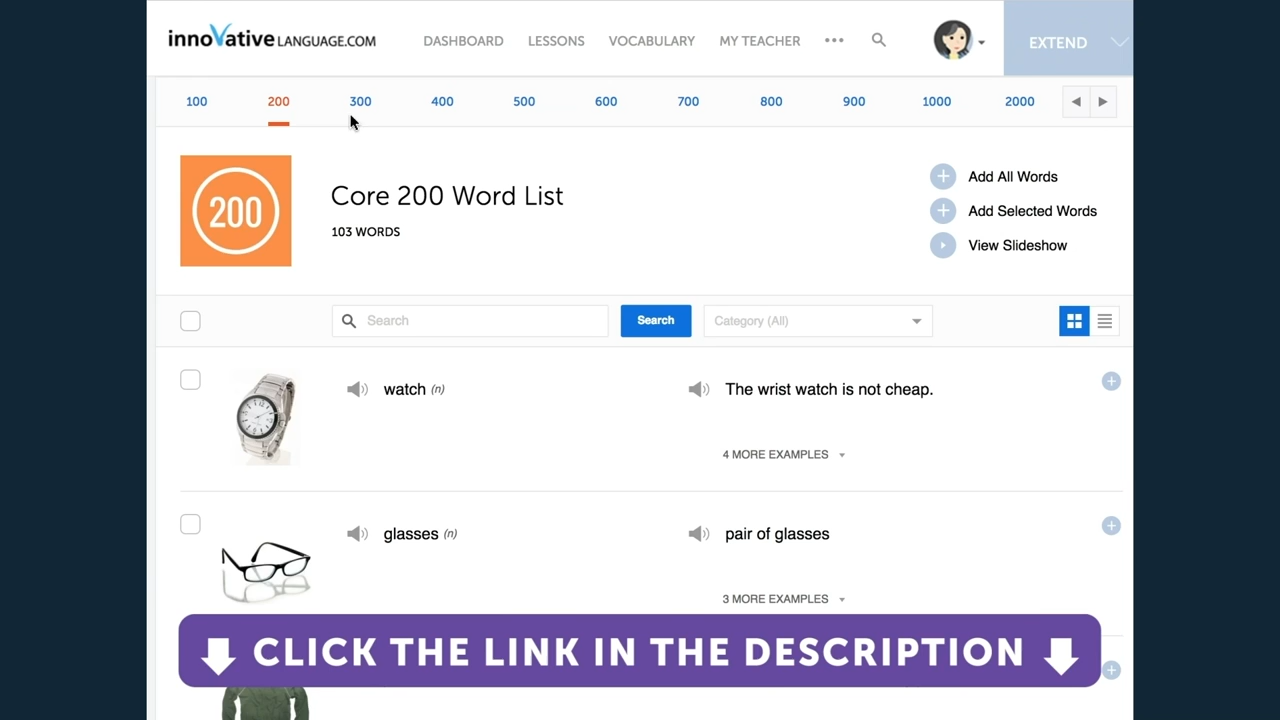 innoVative LANGUAGE.COM
DASHBOARD LESSONS VOCABULARY MY TEACHER
EXTEND
100 200 300 400 500 600 700 800 900 1000 2000
200
Core 200 Word List
103 WORDS
Add All Words
Add Selected Words
View Slideshow
Search Search Category (All)
watch (n) The wrist watch is not cheap.
4 MORE EXAMPLES
glasses (n) pair of glasses
3 MORE EXAMPLES
CLICK THE LINK IN THE DESCRIPTION